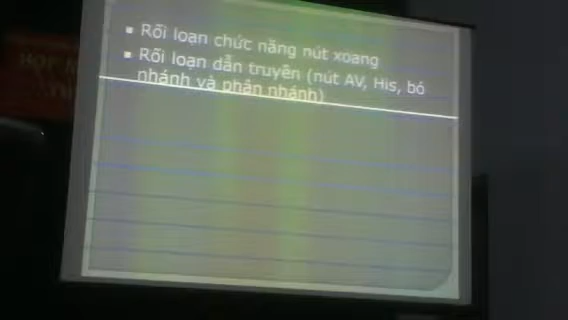 ▪ Rối loạn chức năng nút xoang
▪ Rối loạn dẫn truyền (nút AV, His, bó
nhánh và phân nhánh)